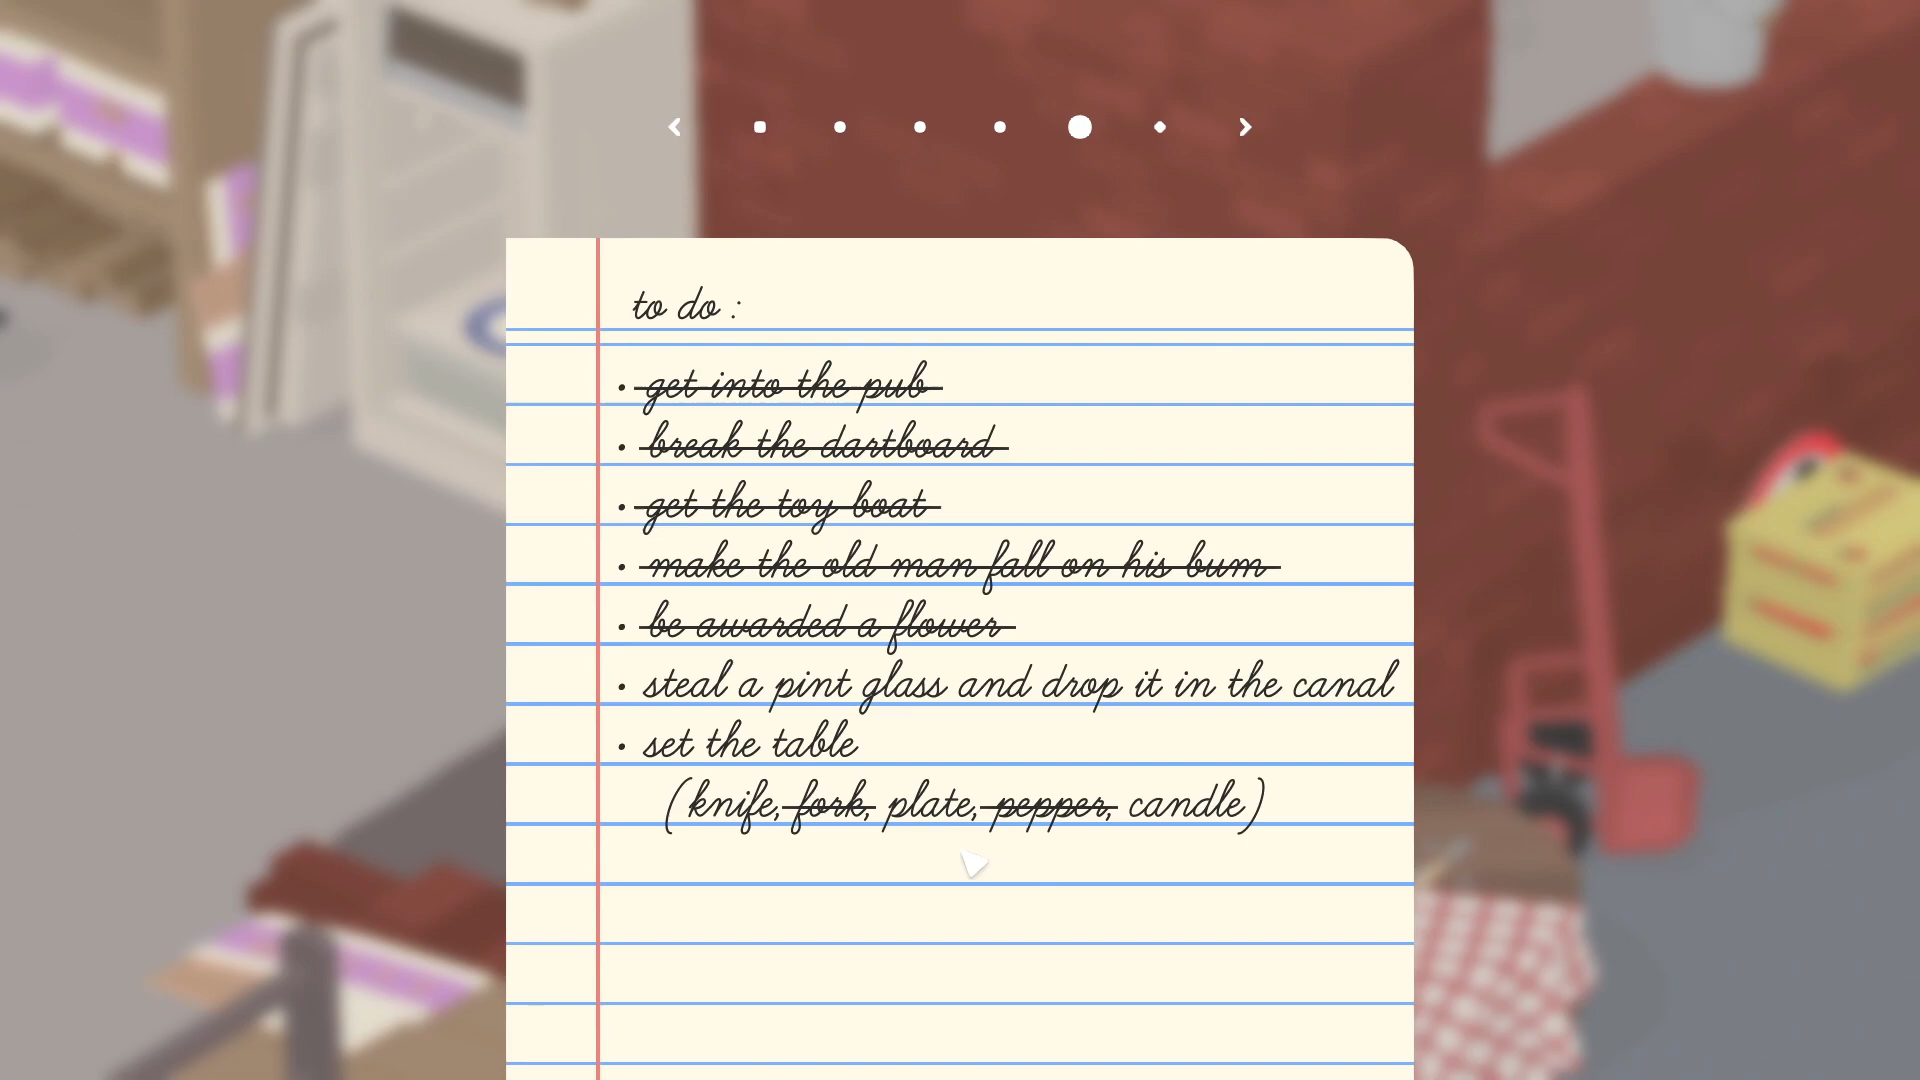 to do :
• get into the pub
• break the dartboard
• get the toy boat
• make the old man fall on his bum
• be awarded a flower
• steal a pint glass and drop it in the canal
• set the table
(knife, fork, plate, pepper, candle)